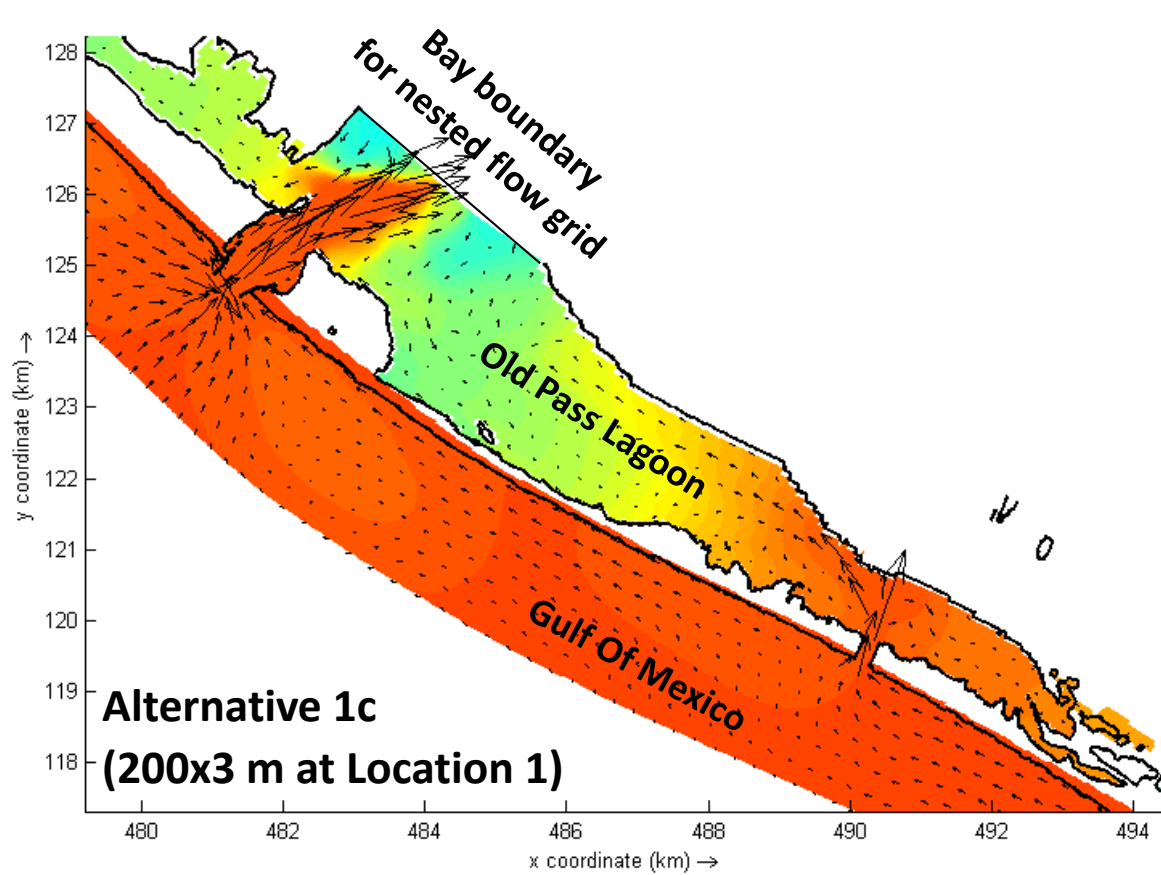 Bay boundary
for nested flow grid
128
127
126
125
124
123
122
121
120
119
118
y coordinate (km) →
Old Pass Lagoon
Gulf Of Mexico
Alternative 1c
(200x3 m at Location 1)
480 482 484 486 488 490 492 494
x coordinate (km) →